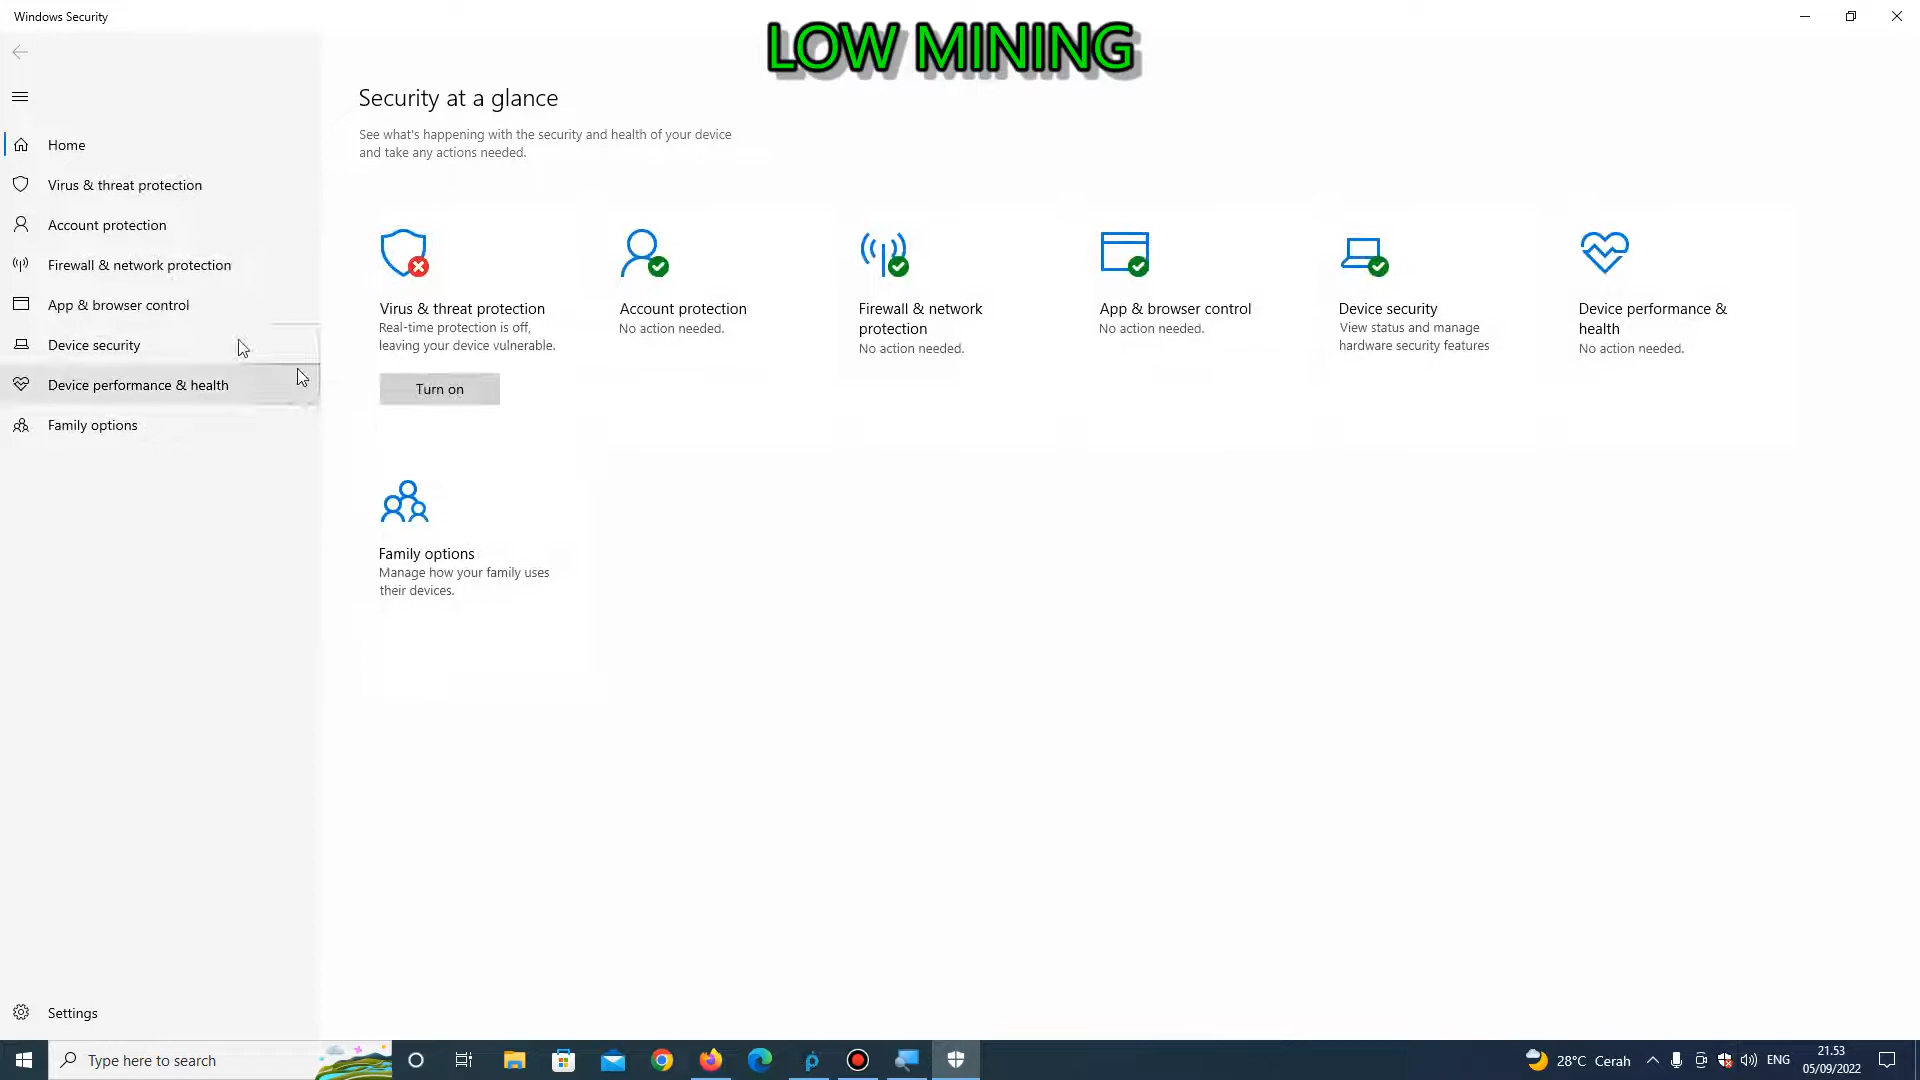 Windows Security
LOW MINING
Security at a glance
See what's happening with the security and health of your device
and take any actions needed.
Home
Virus & threat protection
Account protection
Firewall & network protection
App & browser control
Device security
Device performance & health
Family options
Virus & threat protection
Real-time protection is off,
leaving your device vulnerable.
Turn on
Account protection
No action needed.
Firewall & network
protection
No action needed.
App & browser control
No action needed.
Device security
View status and manage
hardware security features
Device performance &
health
No action needed.
Family options
Manage how your family uses
their devices.
Settings
Type here to search
28°C Cerah
ENG
21.53
05/09/2022